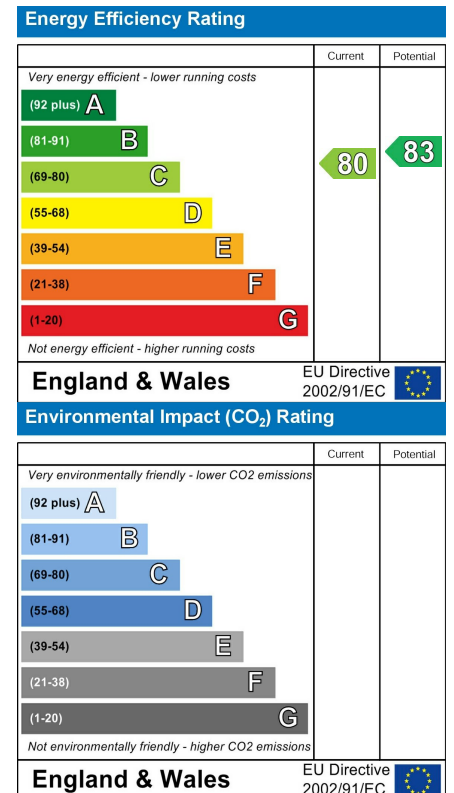 Energy Efficiency Rating
Current Potential
Very energy efficient - lower running costs
(92 plus) A
(81-91) B
(69-80) C
80 83
(55-68) D
(39-54) E
(21-38) F
(1-20) G
Not energy efficient - higher running costs
England & Wales
EU Directive
2002/91/EC
Environmental Impact (CO₂) Rating
Current Potential
Very environmentally friendly - lower CO2 emissions
(92 plus) A
(81-91) B
(69-80) C
(55-68) D
(39-54) E
(21-38) F
(1-20) G
Not environmentally friendly - higher CO2 emissions
England & Wales
EU Directive
2002/91/EC